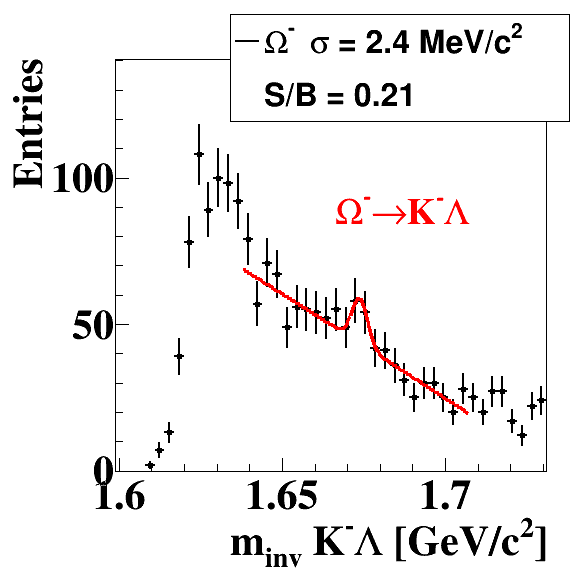 Ω⁻ σ = 2.4 MeV/c²
S/B = 0.21
Entries
Ω⁻→K⁻Λ
100
50
0
1.6 1.65 1.7
m_inv K⁻Λ [GeV/c²]